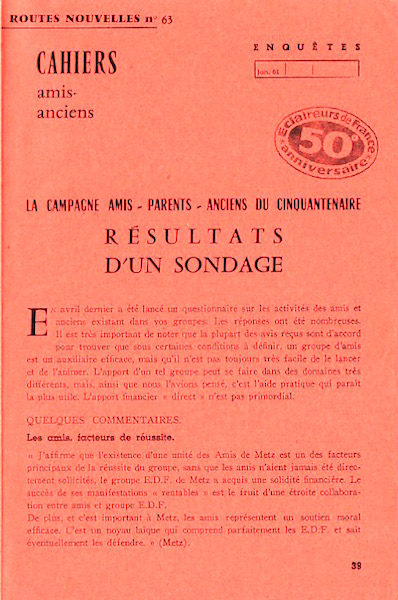 ROUTES NOUVELLES n° 63
ENQUÊTES
CAHIERS
Jan. 61
amis-
anciens
Eclaireurs de France
50e
anniversaire
LA CAMPAGNE AMIS - PARENTS - ANCIENS DU CINQUANTENAIRE
RÉSULTATS
D'UN SONDAGE
EN avril dernier a été lancé un questionnaire sur les activités des amis et
anciens existant dans vos groupes. Les réponses ont été nombreuses.
Il est très important de noter que la plupart des avis reçus sont d'accord
pour trouver que sous certaines conditions à définir, un groupe d'amis
est un auxiliaire efficace, mais qu'il n'est pas toujours très facile de le lancer
et de l'animer. L'apport d'un tel groupe peut se faire dans des domaines très
différents, mais, ainsi que nous l'avions pensé, c'est l'aide pratique qui paraît
la plus utile. L'apport financier « direct » n'est pas primordial.
QUELQUES COMMENTAIRES.
Les amis, facteurs de réussite.
« J'affirme que l'existence d'une unité des Amis de Metz est un des facteurs
principaux de la réussite du groupe, sans que les amis n'aient jamais été direc-
tement sollicités, le groupe E.D.F. de Metz a acquis une solidité financière. Le
succès de ses manifestations « rentables » est le fruit d'une étroite collabora-
tion entre amis et groupe E.D.F.
De plus, et c'est important à Metz, les amis représentent un soutien moral
efficace. C'est un noyau laïque qui comprend parfaitement les E.D.F. et sait
éventuellement les défendre. » (Metz).
39